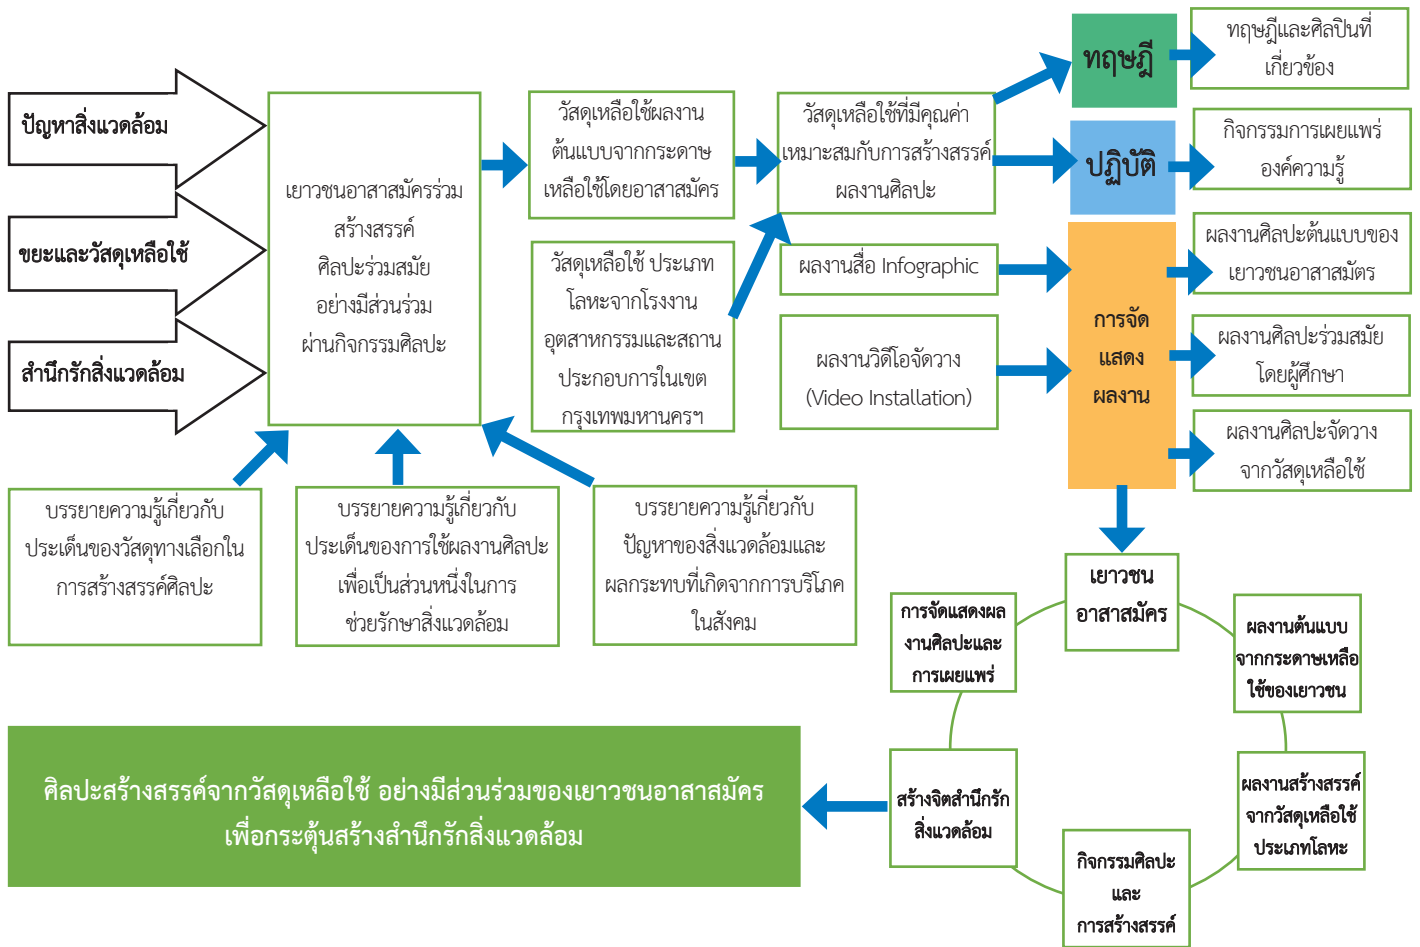 ปัญหาสิ่งแวดล้อม
ขยะและวัสดุเหลือใช้
สำนึกรักสิ่งแวดล้อม
เยาวชนอาสาสมัครร่วม
สร้างสรรค์
ศิลปะร่วมสมัย
อย่างมีส่วนร่วม
ผ่านกิจกรรมศิลปะ
วัสดุเหลือใช้ผลงาน
ต้นแบบจากกระดาษ
เหลือใช้โดยอาสาสมัคร
วัสดุเหลือใช้ ประเภท
โลหะจากโรงงาน
อุตสาหกรรมและสถาน
ประกอบการในเขต
กรุงเทพมหานครฯ
วัสดุเหลือใช้ที่มีคุณค่า
เหมาะสมกับการสร้างสรรค์
ผลงานศิลปะ
ผลงานสื่อ Infographic
ผลงานวิดีโอจัดวาง
(Video Installation)
ทฤษฎี
ปฏิบัติ
การจัด
แสดง
ผลงาน
ทฤษฎีและศิลปินที่
เกี่ยวข้อง
กิจกรรมการเผยแพร่
องค์ความรู้
ผลงานศิลปะต้นแบบของ
เยาวชนอาสาสมัตร
ผลงานศิลปะร่วมสมัย
โดยผู้ศึกษา
ผลงานศิลปะจัดวาง
จากวัสดุเหลือใช้
บรรยายความรู้เกี่ยวกับ
ประเด็นของวัสดุทางเลือกใน
การสร้างสรรค์ศิลปะ
บรรยายความรู้เกี่ยวกับ
ประเด็นของการใช้ผลงานศิลปะ
เพื่อเป็นส่วนหนึ่งในการ
ช่วยรักษาสิ่งแวดล้อม
บรรยายความรู้เกี่ยวกับ
ปัญหาของสิ่งแวดล้อมและ
ผลกระทบที่เกิดจากการบริโภค
ในสังคม
เยาวชน
อาสาสมัคร
ผลงานต้นแบบ
จากกระดาษเหลือ
ใช้ของเยาวชน
ผลงานสร้างสรรค์
จากวัสดุเหลือใช้
ประเภทโลหะ
กิจกรรมศิลปะ
และ
การสร้างสรรค์
สร้างจิตสำนึกรัก
สิ่งแวดล้อม
การจัดแสดงผล
งานศิลปะและ
การเผยแพร่
ศิลปะสร้างสรรค์จากวัสดุเหลือใช้ อย่างมีส่วนร่วมของเยาวชนอาสาสมัคร
เพื่อกระตุ้นสร้างสำนึกรักสิ่งแวดล้อม